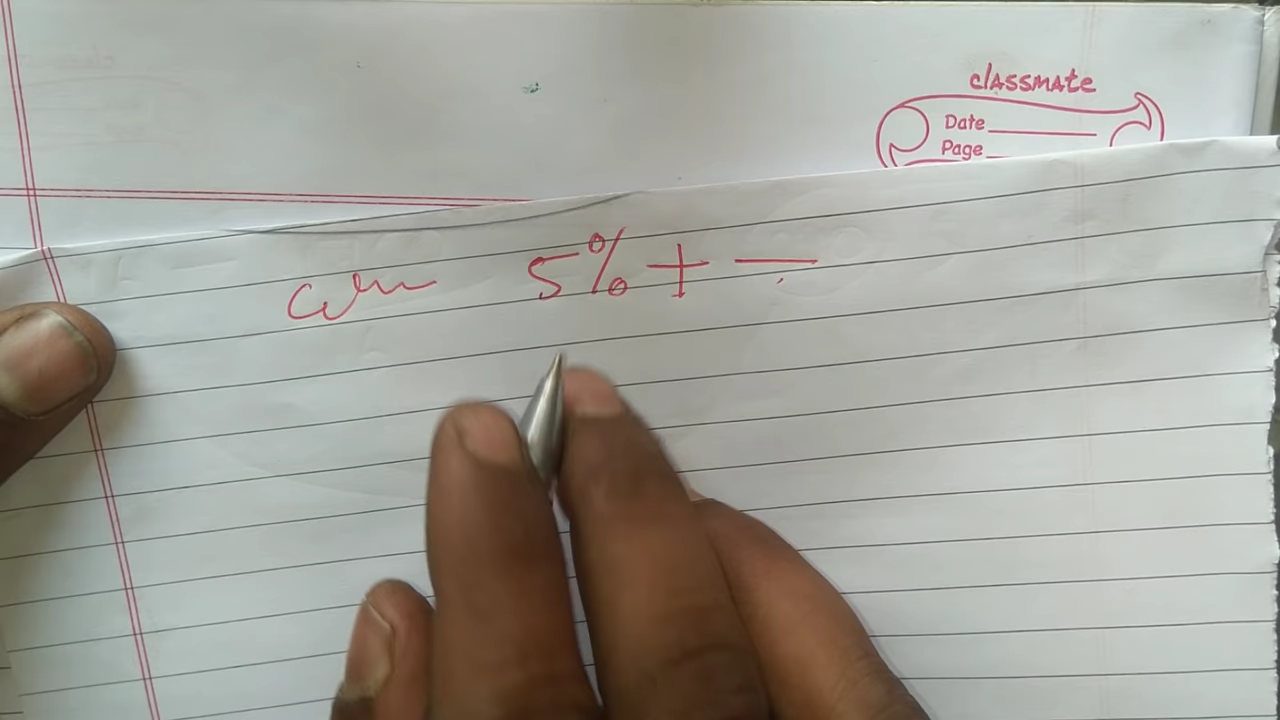 classmate
Date
Page
5% + —